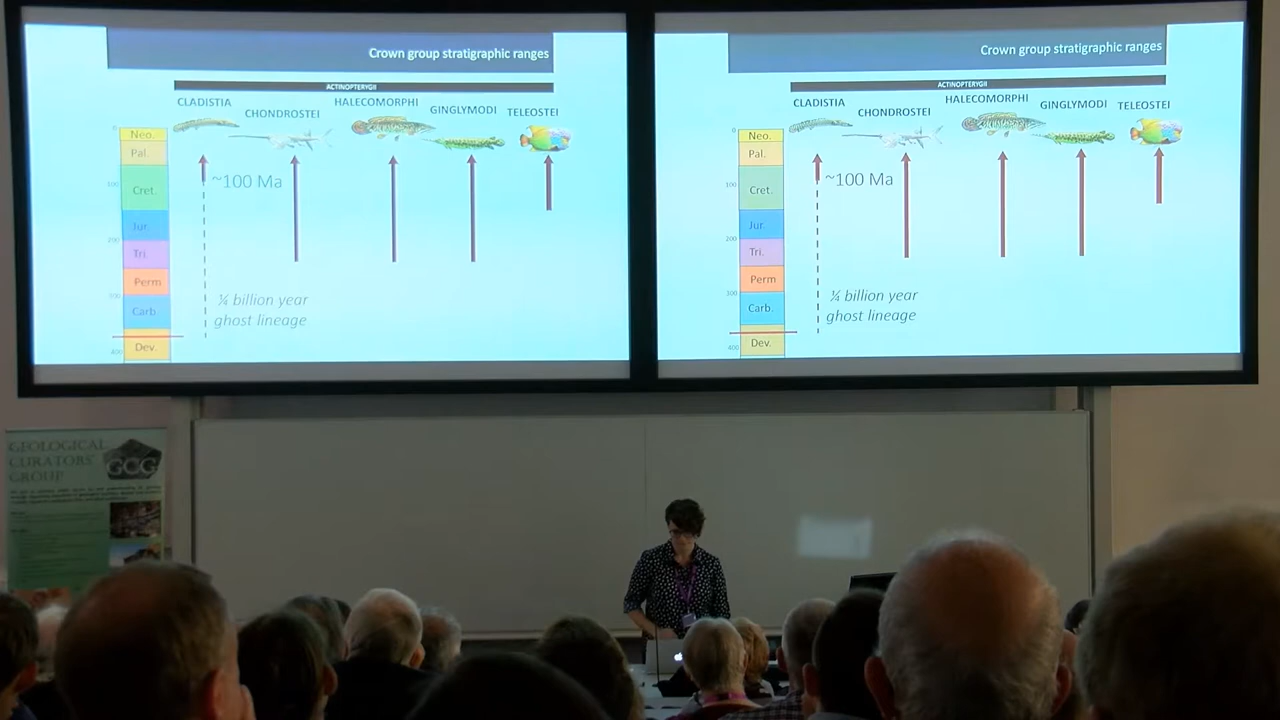 Crown group stratigraphic ranges
ACTINOPTERYGII
CLADISTIA
CHONDROSTEI
HALECOMORPHI
GINGLYMODI
TELEOSTEI
0
Neo.
Pal.
~100 Ma
100
Cret.
Jur.
200
Tri.
Perm
300
¼ billion year
ghost lineage
Carb.
Dev.
400
Crown group stratigraphic ranges
ACTINOPTERYGII
CLADISTIA
CHONDROSTEI
HALECOMORPHI
GINGLYMODI
TELEOSTEI
0
Neo.
Pal.
~100 Ma
100
Cret.
Jur.
200
Tri.
Perm
300
¼ billion year
ghost lineage
Carb.
Dev.
400
GEOLOGICAL
CURATORS'
GROUP
GCG